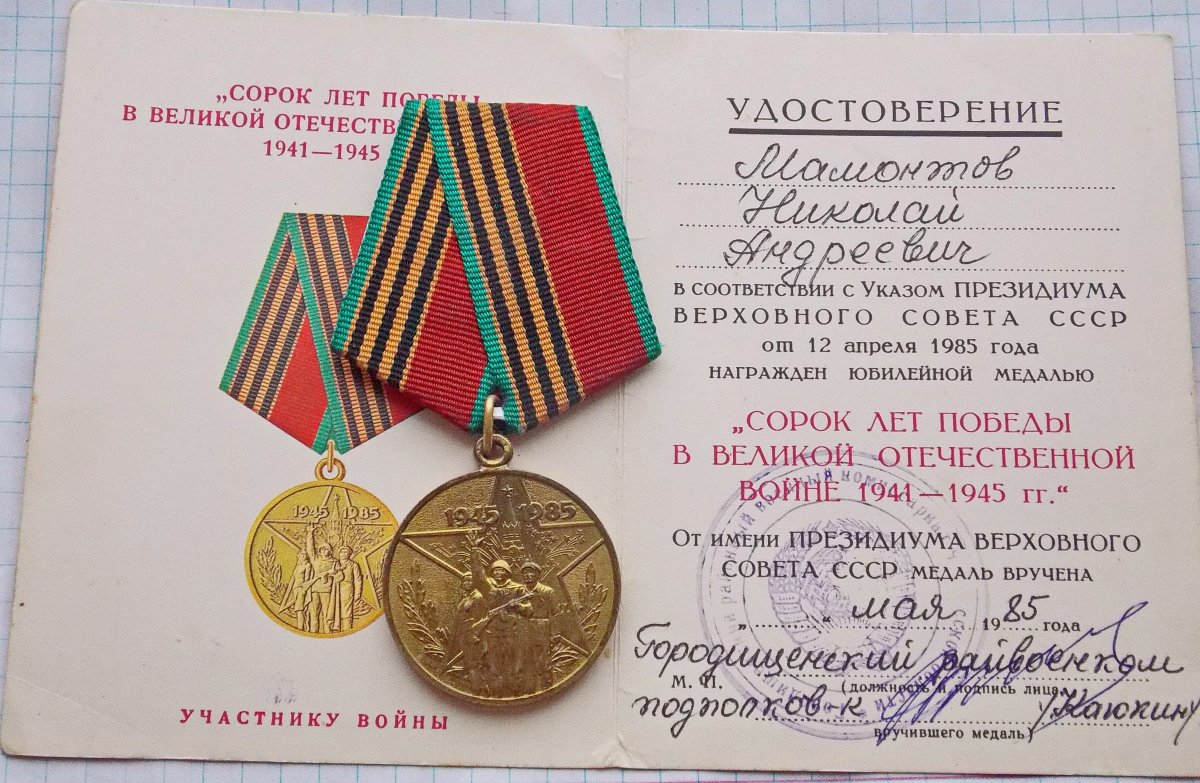 „СОРОК ЛЕТ ПОБЕДЫ
В ВЕЛИКОЙ ОТЕЧЕСТВ
1941—1945
1945 1985
1945 1985
УЧАСТНИКУ ВОЙНЫ
УДОСТОВЕРЕНИЕ
Мамонтов
Николай
Андреевич
В СООТВЕТСТВИИ С УКАЗОМ ПРЕЗИДИУМА
ВЕРХОВНОГО СОВЕТА СССР
ОТ 12 АПРЕЛЯ 1985 ГОДА
НАГРАЖДЕН ЮБИЛЕЙНОЙ МЕДАЛЬЮ
„СОРОК ЛЕТ ПОБЕДЫ
В ВЕЛИКОЙ ОТЕЧЕСТВЕННОЙ
ВОЙНЕ 1941—1945 гг.“
ОТ ИМЕНИ ПРЕЗИДИУМА ВЕРХОВНОГО
СОВЕТА СССР МЕДАЛЬ ВРУЧЕНА
„ “ мая 1985 года
Городищенский райвоенком
М. П. (должность и подпись лица,
подполков-к /Каюкин/
вручившего медаль)
районный военный комиссариат